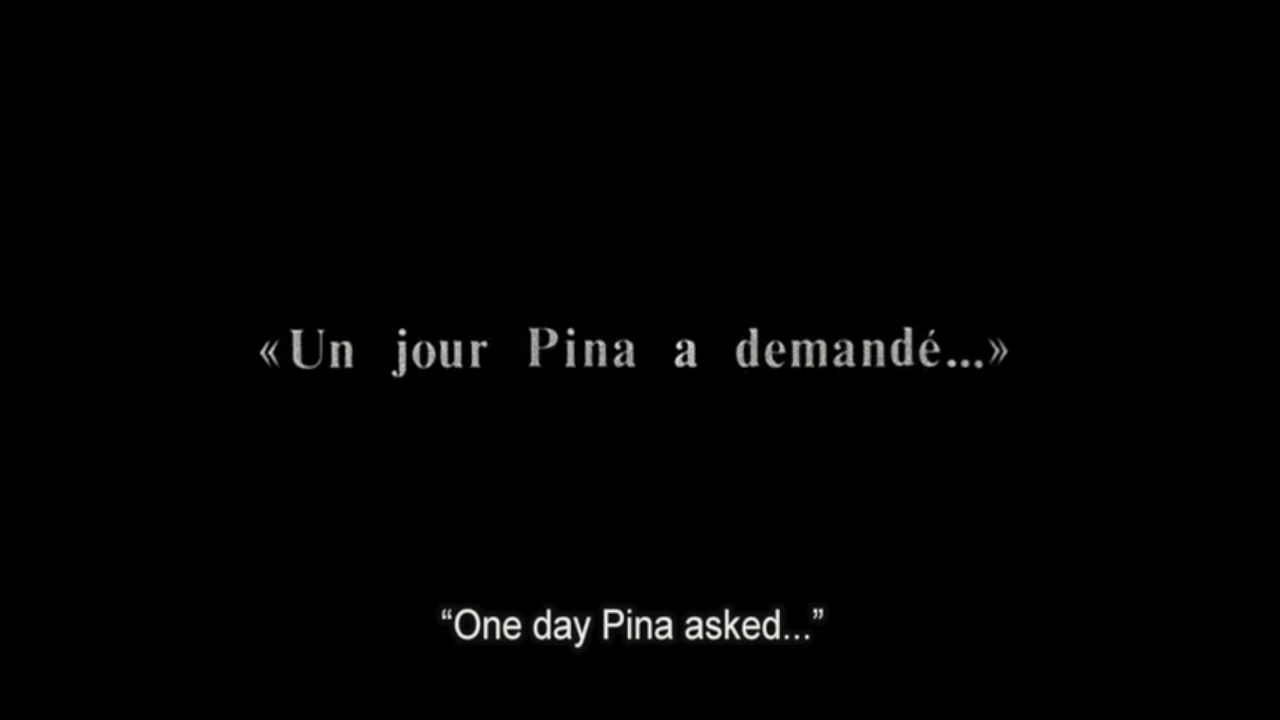 «Un jour Pina a demandé...»
“One day Pina asked...”